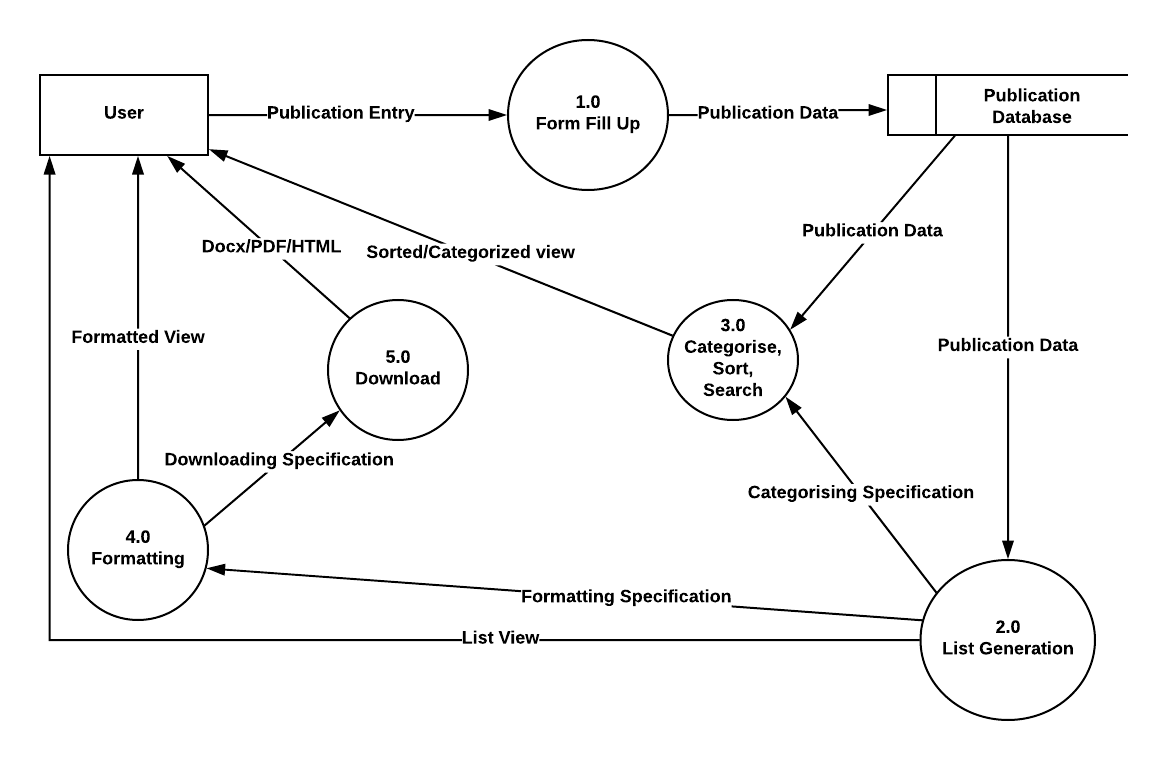 1.0
Form Fill Up
User
Publication Entry
Publication Data
Publication
Database
Publication Data
Docx/PDF/HTML
Sorted/Categorized view
3.0
Categorise,
Sort,
Search
Formatted View
Publication Data
5.0
Download
Downloading Specification
Categorising Specification
4.0
Formatting
Formatting Specification
2.0
List Generation
List View